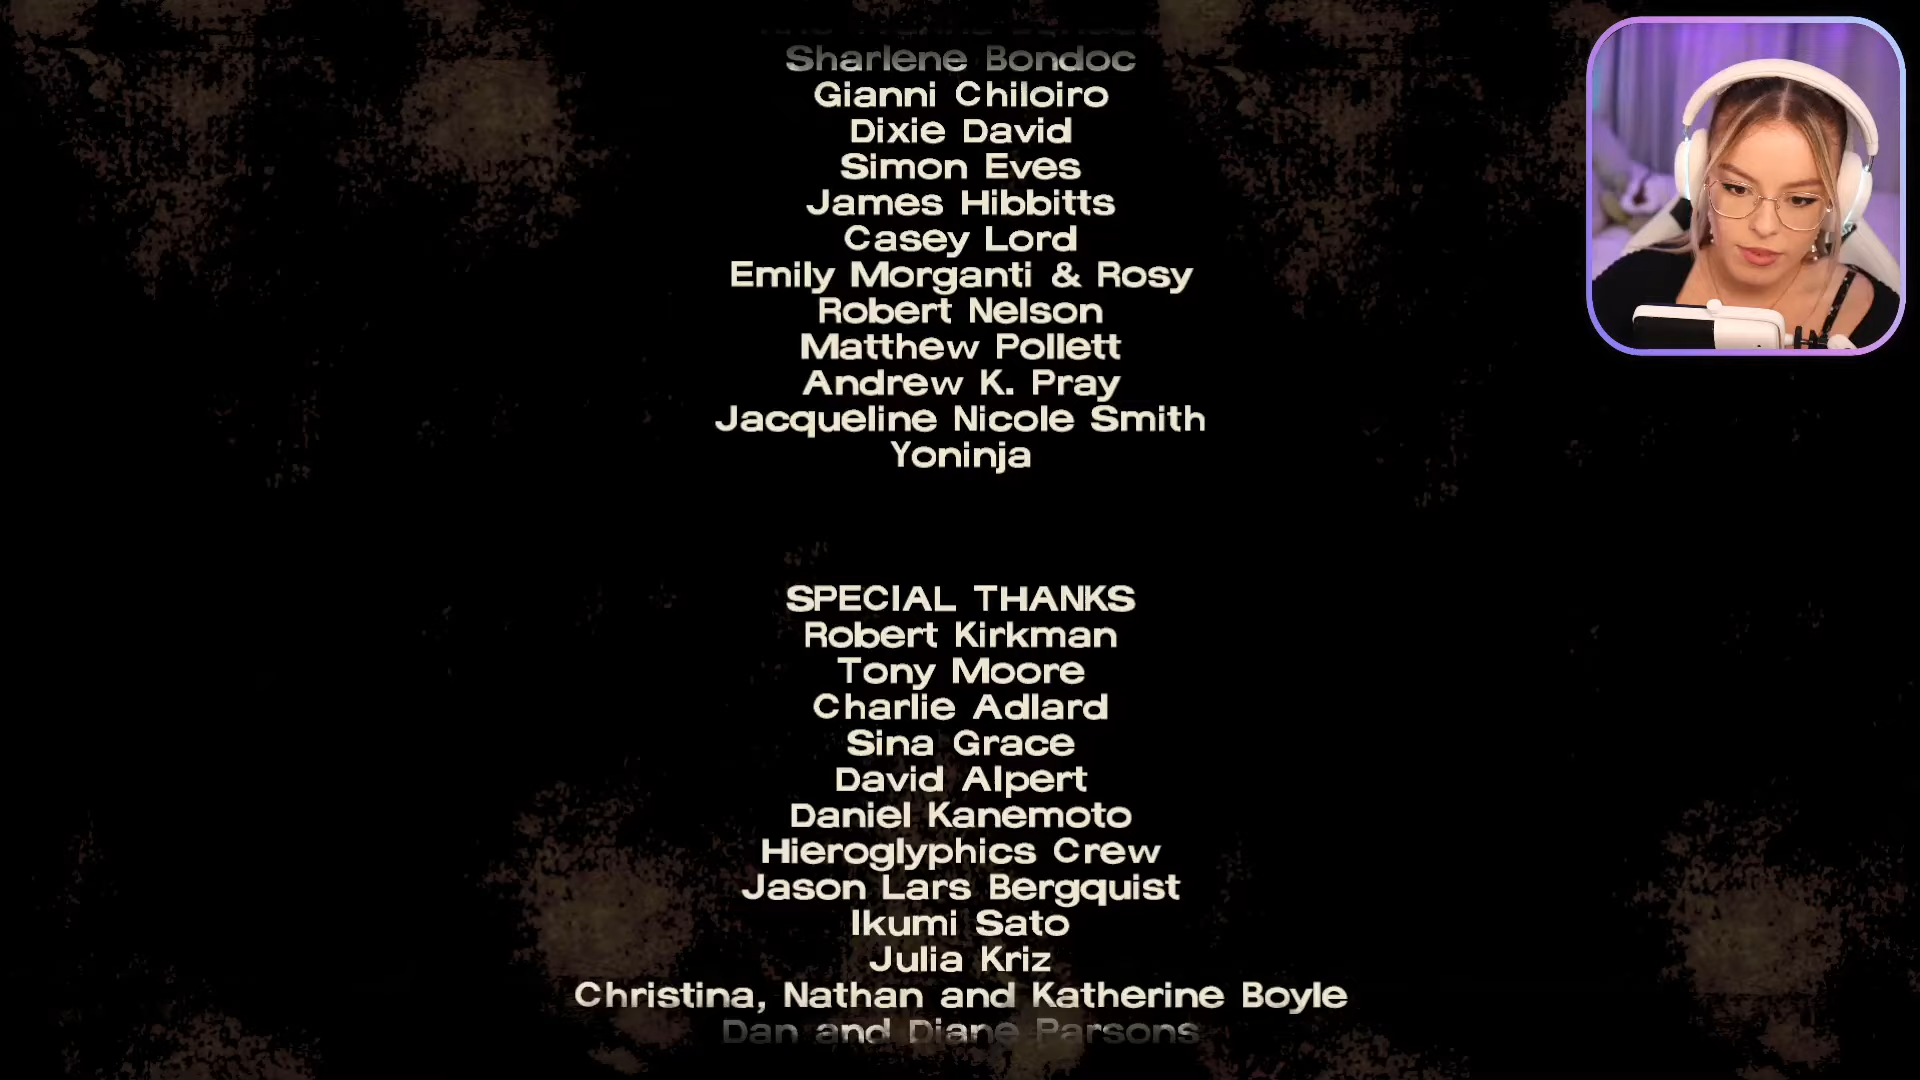 Sharlene Bondoc
Gianni Chiloiro
Dixie David
Simon Eves
James Hibbitts
Casey Lord
Emily Morganti & Rosy
Robert Nelson
Matthew Pollett
Andrew K. Pray
Jacqueline Nicole Smith
Yoninja
SPECIAL THANKS
Robert Kirkman
Tony Moore
Charlie Adlard
Sina Grace
David Alpert
Daniel Kanemoto
Hieroglyphics Crew
Jason Lars Bergquist
Ikumi Sato
Julia Kriz
Christina, Nathan and Katherine Boyle
Dan and Diane Parsons